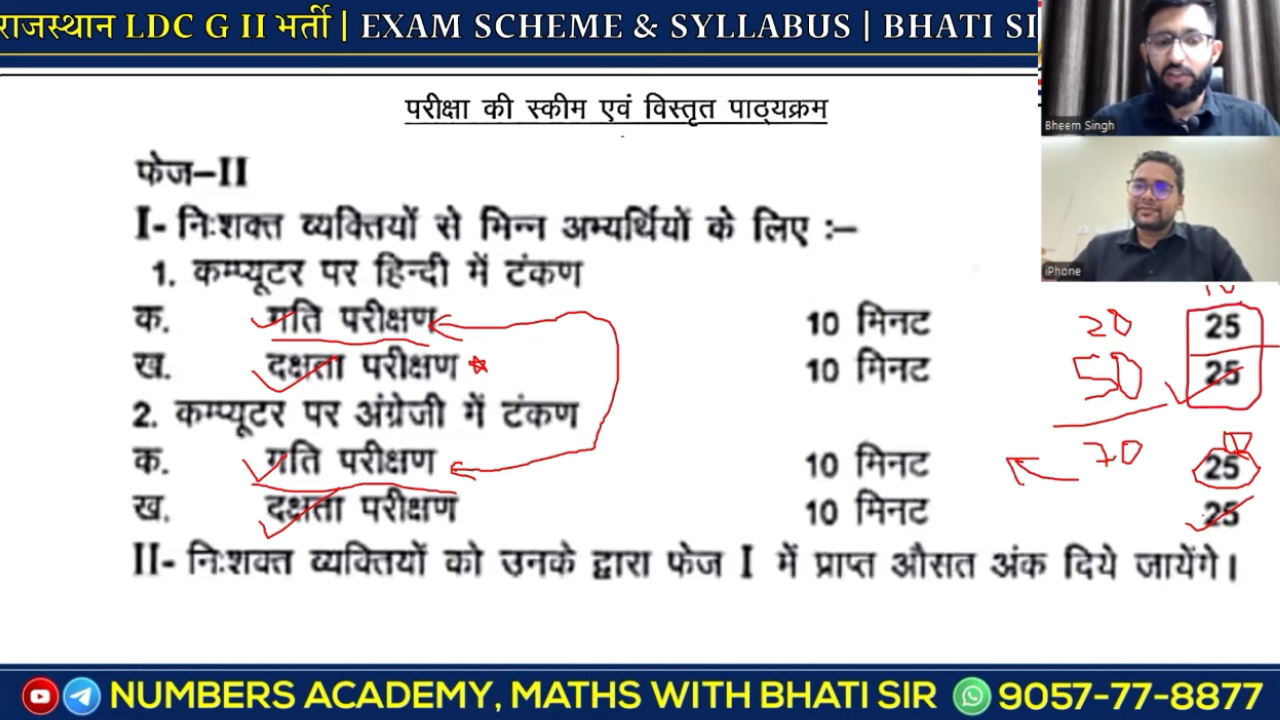 राजस्थान LDC G II भर्ती | EXAM SCHEME & SYLLABUS | BHATI SI
Bheem Singh
iPhone
परीक्षा की स्कीम एवं विस्तृत पाठ्यक्रम
फेज–II
I- निःशक्त व्यक्तियों से भिन्न अभ्यर्थियों के लिए :–
1. कम्प्यूटर पर हिन्दी में टंकण
क. गति परीक्षण 10 मिनट 20 25
ख. दक्षता परीक्षण 10 मिनट 50 25
2. कम्प्यूटर पर अंग्रेजी में टंकण
क. गति परीक्षण 10 मिनट 70 25
ख. दक्षता परीक्षण 10 मिनट 25
II- निःशक्त व्यक्तियों को उनके द्वारा फेज I में प्राप्त औसत अंक दिये जायेंगे।
NUMBERS ACADEMY, MATHS WITH BHATI SIR 9057-77-8877